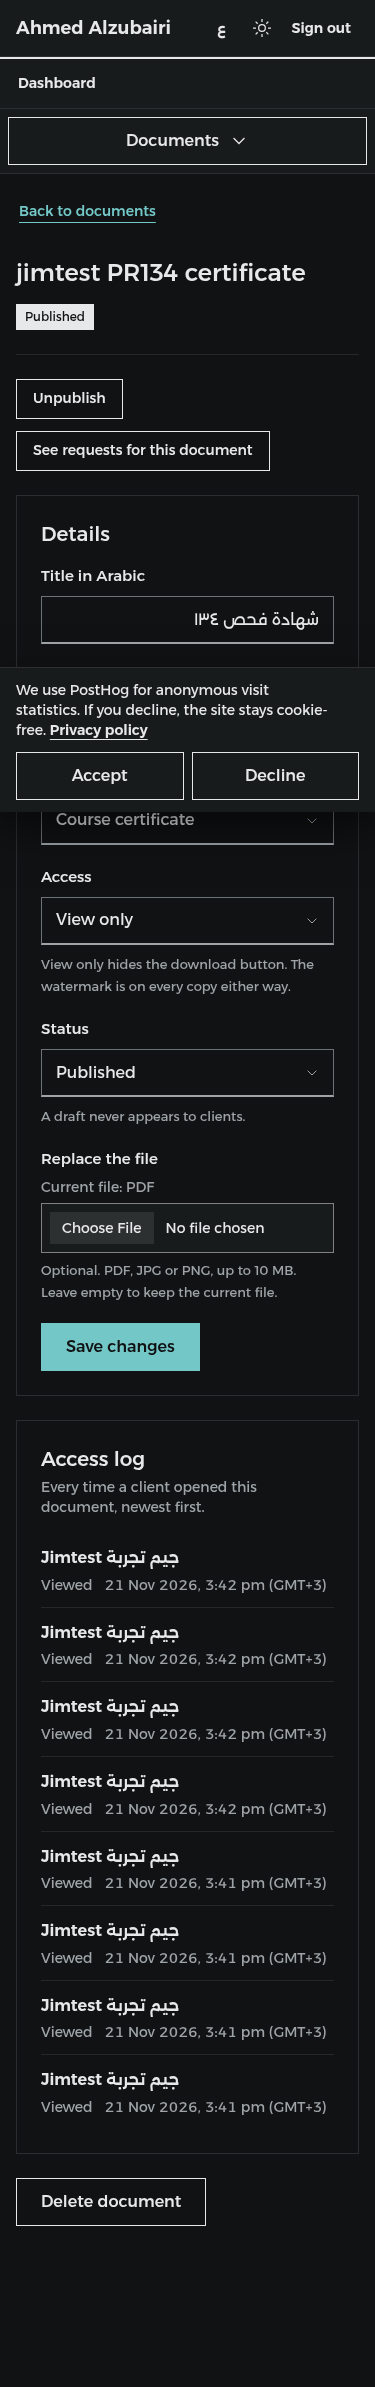 Ahmed Alzubairi ع Sign out
Dashboard
Documents
Back to documents
jimtest PR134 certificate
Published
Unpublish
See requests for this document
Details
Title in Arabic
شهادة فحص ١٣٤
We use PostHog for anonymous visit
statistics. If you decline, the site stays cookie-
free. Privacy policy
Accept Decline
Course certificate
Access
View only
View only hides the download button. The
watermark is on every copy either way.
Status
Published
A draft never appears to clients.
Replace the file
Current file: PDF
Choose File No file chosen
Optional. PDF, JPG or PNG, up to 10 MB.
Leave empty to keep the current file.
Save changes
Access log
Every time a client opened this
document, newest first.
Jimtest جيم تجربة
Viewed 21 Nov 2026, 3:42 pm (GMT+3)
Jimtest جيم تجربة
Viewed 21 Nov 2026, 3:42 pm (GMT+3)
Jimtest جيم تجربة
Viewed 21 Nov 2026, 3:42 pm (GMT+3)
Jimtest جيم تجربة
Viewed 21 Nov 2026, 3:42 pm (GMT+3)
Jimtest جيم تجربة
Viewed 21 Nov 2026, 3:41 pm (GMT+3)
Jimtest جيم تجربة
Viewed 21 Nov 2026, 3:41 pm (GMT+3)
Jimtest جيم تجربة
Viewed 21 Nov 2026, 3:41 pm (GMT+3)
Jimtest جيم تجربة
Viewed 21 Nov 2026, 3:41 pm (GMT+3)
Delete document